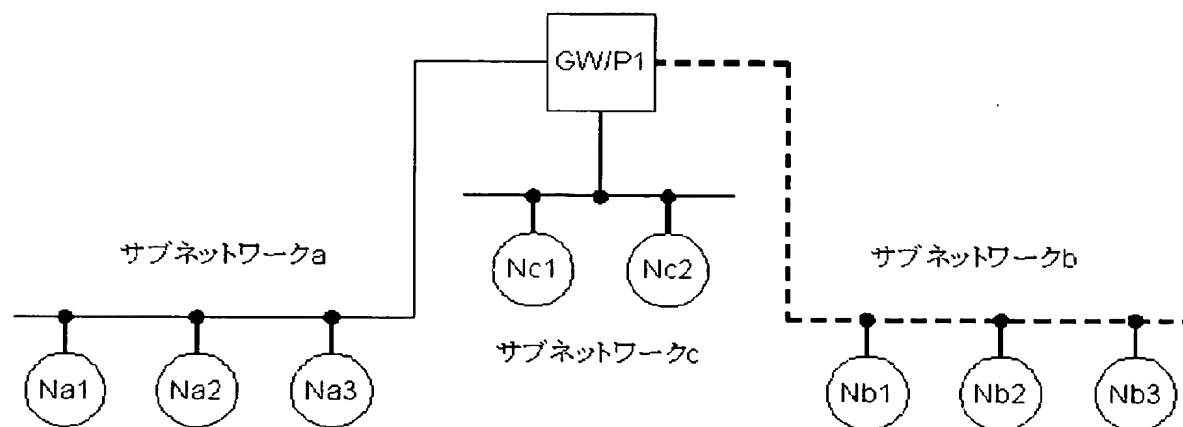 GW/P1
サブネットワークa
Nc1
Nc2
サブネットワークb
サブネットワークc
Na1
Na2
Na3
Nb1
Nb2
Nb3